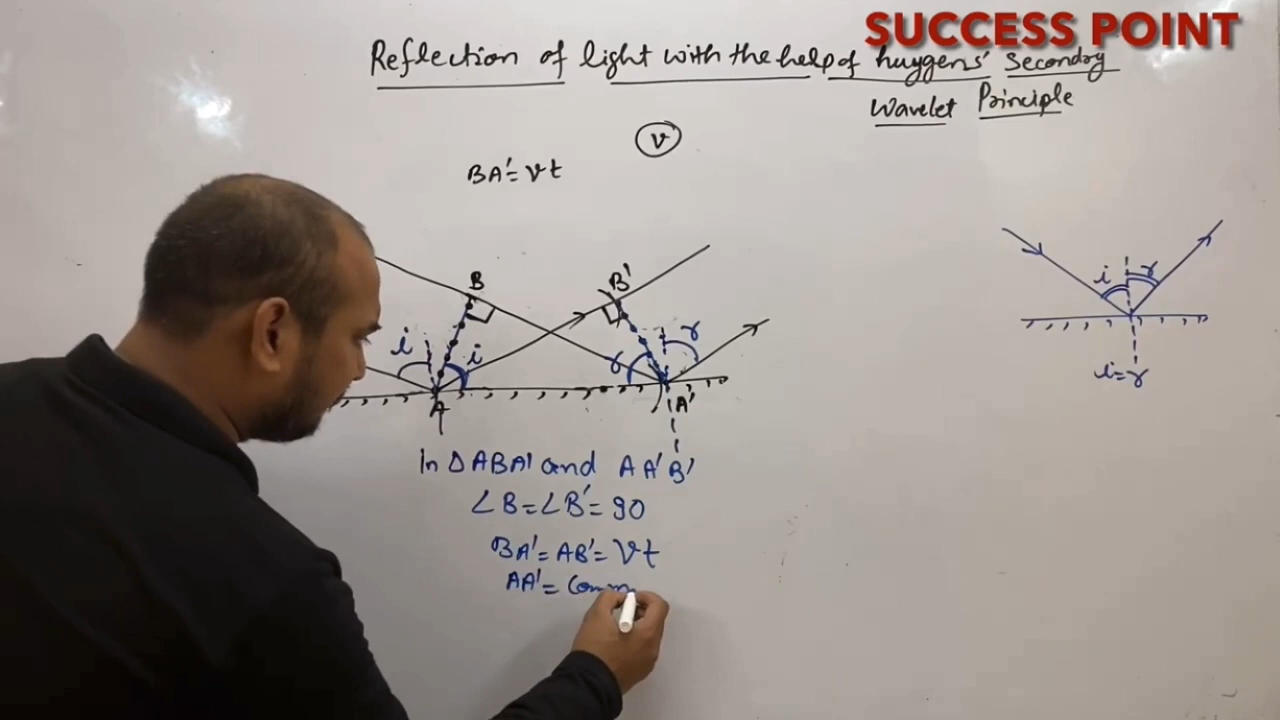 SUCCESS POINT
Reflection of light with the help of huygens' Secondary
Wavelet Principle
v
BA' = vt
B
B'
i
i
r
r
A
A'
i
r
i=r
In Δ ABA' and AA'B'
∠B = ∠B' = 90
BA' = AB' = vt
AA' = Comm